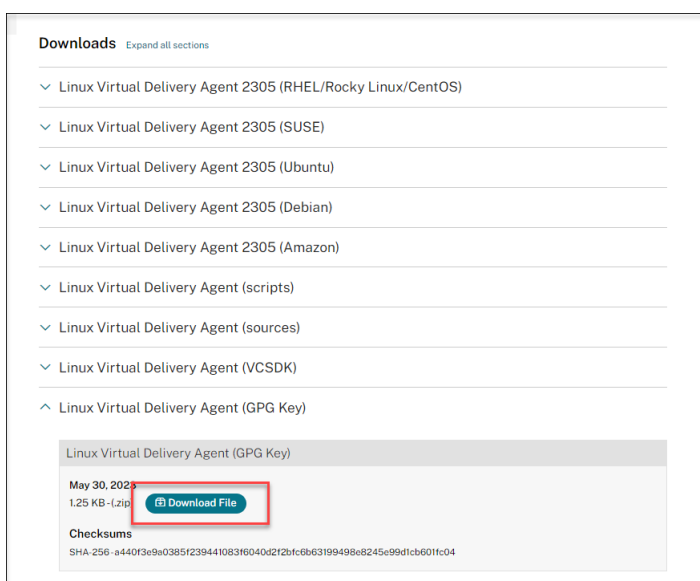 Downloads Expand all sections
Linux Virtual Delivery Agent 2305 (RHEL/Rocky Linux/CentOS)
Linux Virtual Delivery Agent 2305 (SUSE)
Linux Virtual Delivery Agent 2305 (Ubuntu)
Linux Virtual Delivery Agent 2305 (Debian)
Linux Virtual Delivery Agent 2305 (Amazon)
Linux Virtual Delivery Agent (scripts)
Linux Virtual Delivery Agent (sources)
Linux Virtual Delivery Agent (VCSDK)
Linux Virtual Delivery Agent (GPG Key)
Linux Virtual Delivery Agent (GPG Key)
May 30, 2023
1.25 KB - (.zip) Download File
Checksums
SHA-256 - a440f3e9a0385f239441083f6040d2f2bfc6b63199498e8245e99d1cb601fc04